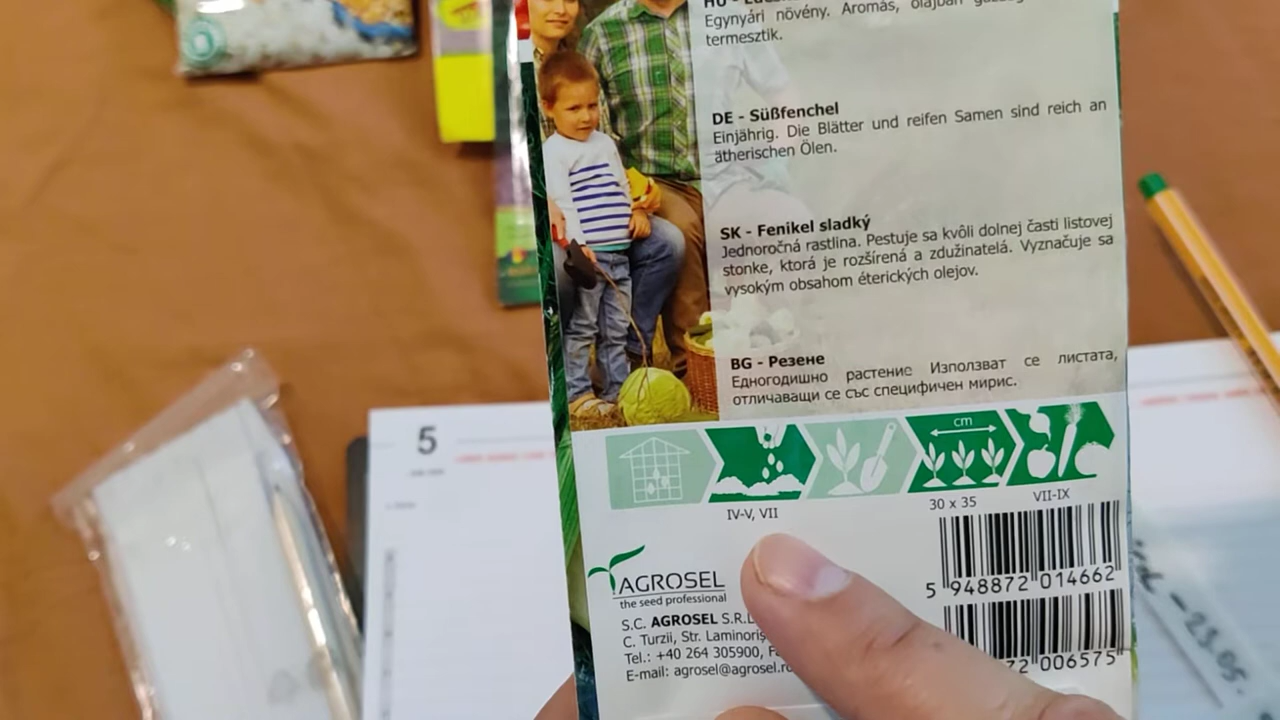 Egynyári növény. Aromás, olajban
termesztik.
DE - Süßfenchel
Einjährig. Die Blätter und reifen Samen sind reich an
ätherischen Ölen.
SK - Fenikel sladký
Jednoročná rastlina. Pestuje sa kvôli dolnej časti listovej
stonke, ktorá je rozšírená a zdužinatelá. Vyznačuje sa
vysokým obsahom éterických olejov.
BG - Резене
Едногодишно растение Използват се листата,
отличаващи се със специфичен мирис.
5
cm
IV-V, VII
30 x 35
VII-IX
5 948872 014662
AGROSEL
the seed professional
S.C. AGROSEL S.R.L
C. Turzii, Str.
Tel.: +40 264 305900,
E-mail: agrosel@agrosel.ro
72 006575
23.05.